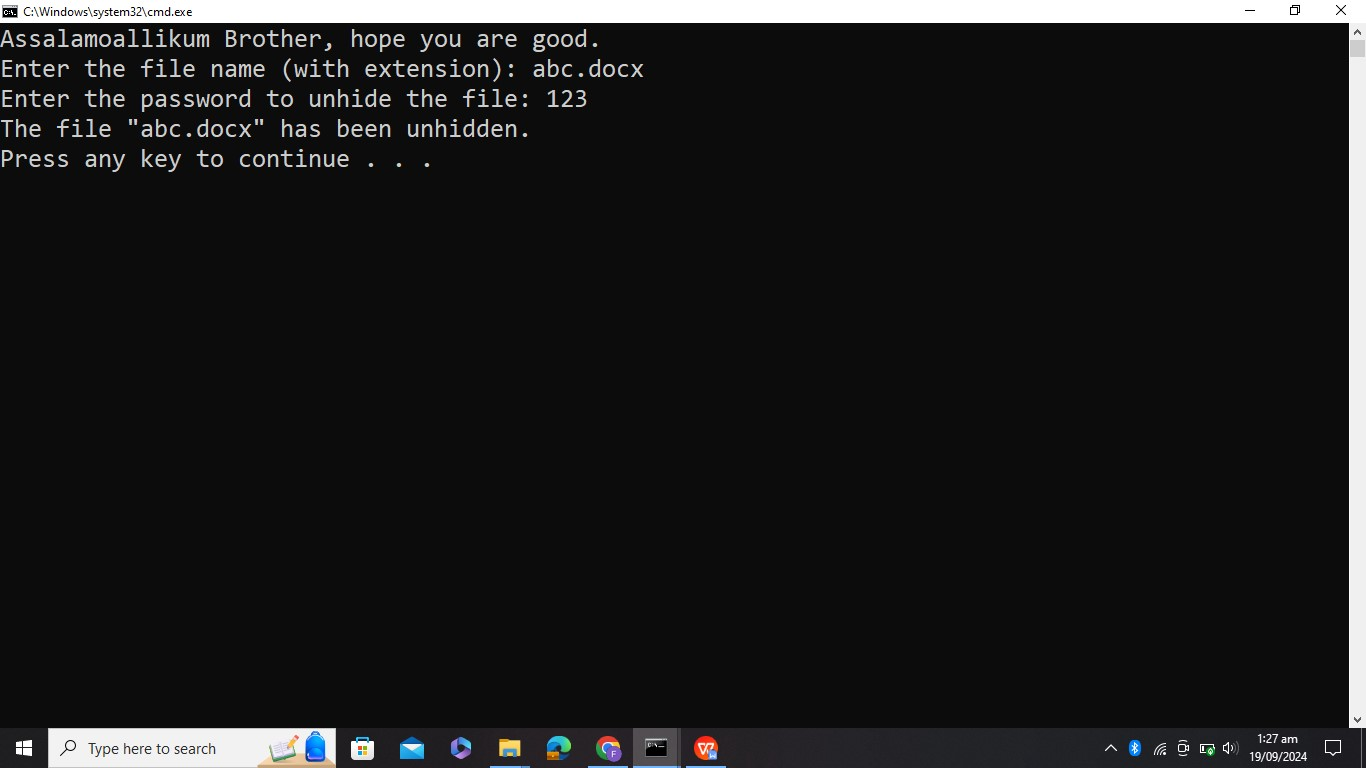 C:\Windows\system32\cmd.exe
Assalamoallikum Brother, hope you are good.
Enter the file name (with extension): abc.docx
Enter the password to unhide the file: 123
The file "abc.docx" has been unhidden.
Press any key to continue . . .
Type here to search
1:27 am
19/09/2024